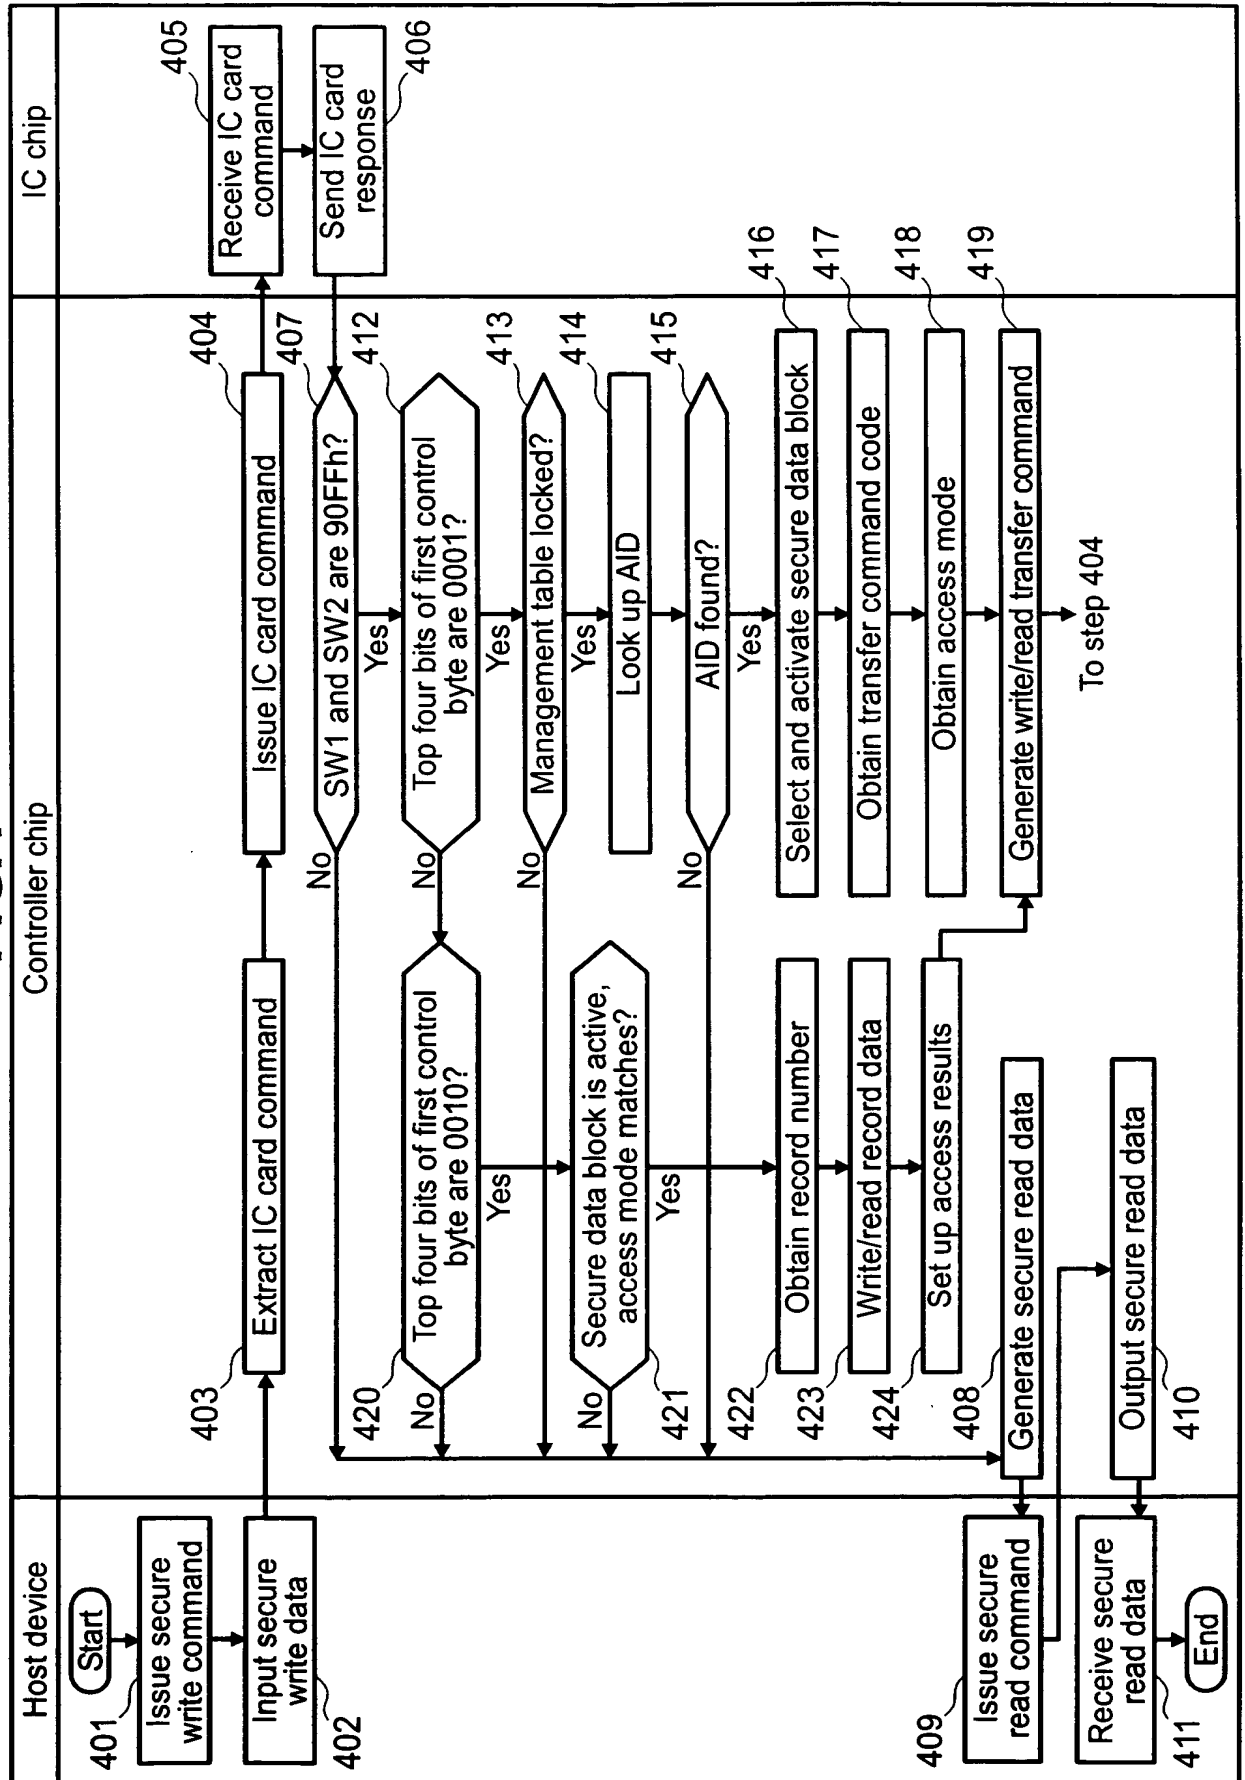 Host device
Controller chip
IC chip
Start
401
Issue secure
write command
Input secure
write data
402
403
Extract IC card command
404
Issue IC card command
405
Receive IC card
command
Send IC card
response
406
407
SW1 and SW2 are 90FFh?
No
Yes
412
Top four bits of first control
byte are 0001?
No
Yes
413
Management table locked?
No
Yes
414
Look up AID
415
AID found?
No
Yes
416
Select and activate secure data block
417
Obtain transfer command code
418
Obtain access mode
419
Generate write/read transfer command
To step 404
420
Top four bits of first control
byte are 0010?
No
Yes
421
Secure data block is active,
access mode matches?
No
Yes
422
Obtain record number
423
Write/read record data
424
Set up access results
408
Generate secure read data
409
Issue secure
read command
410
Output secure read data
411
Receive secure
read data
End